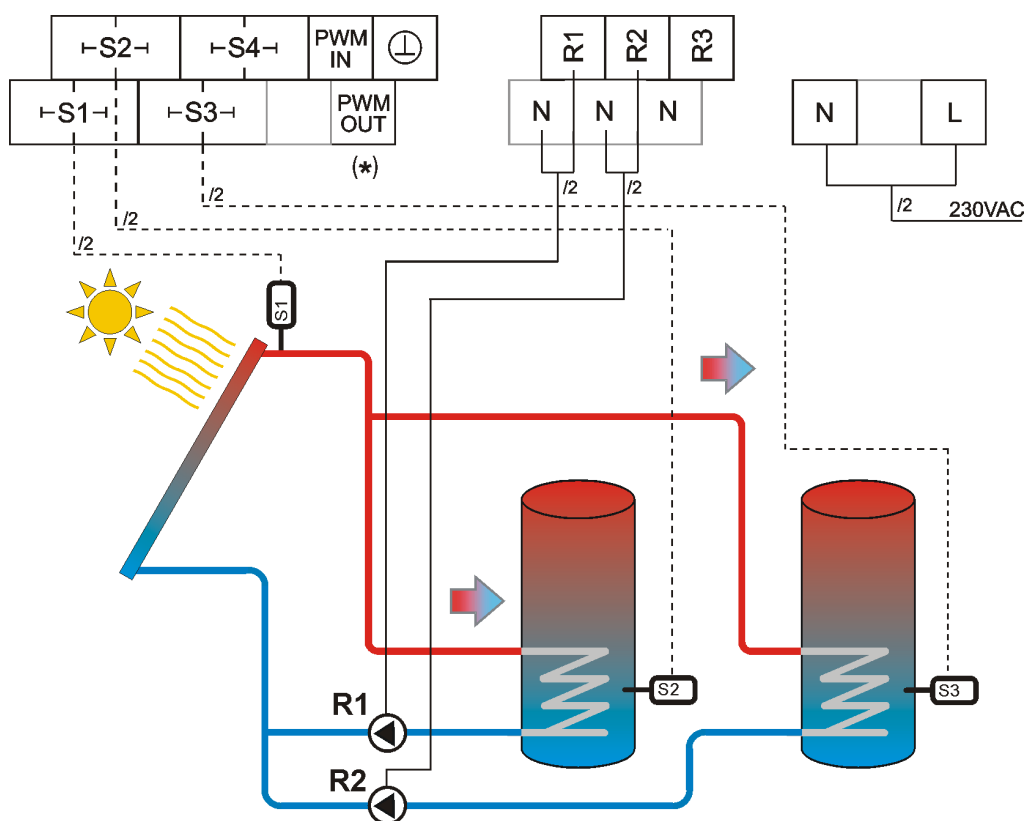 S2 S4 PWM IN
S1 S3 PWM OUT
(*)
R1 R2 R3
N N N
N L
/2 /2 /2
/2 /2
/2 230VAC
S1
S2
S3
R1
R2